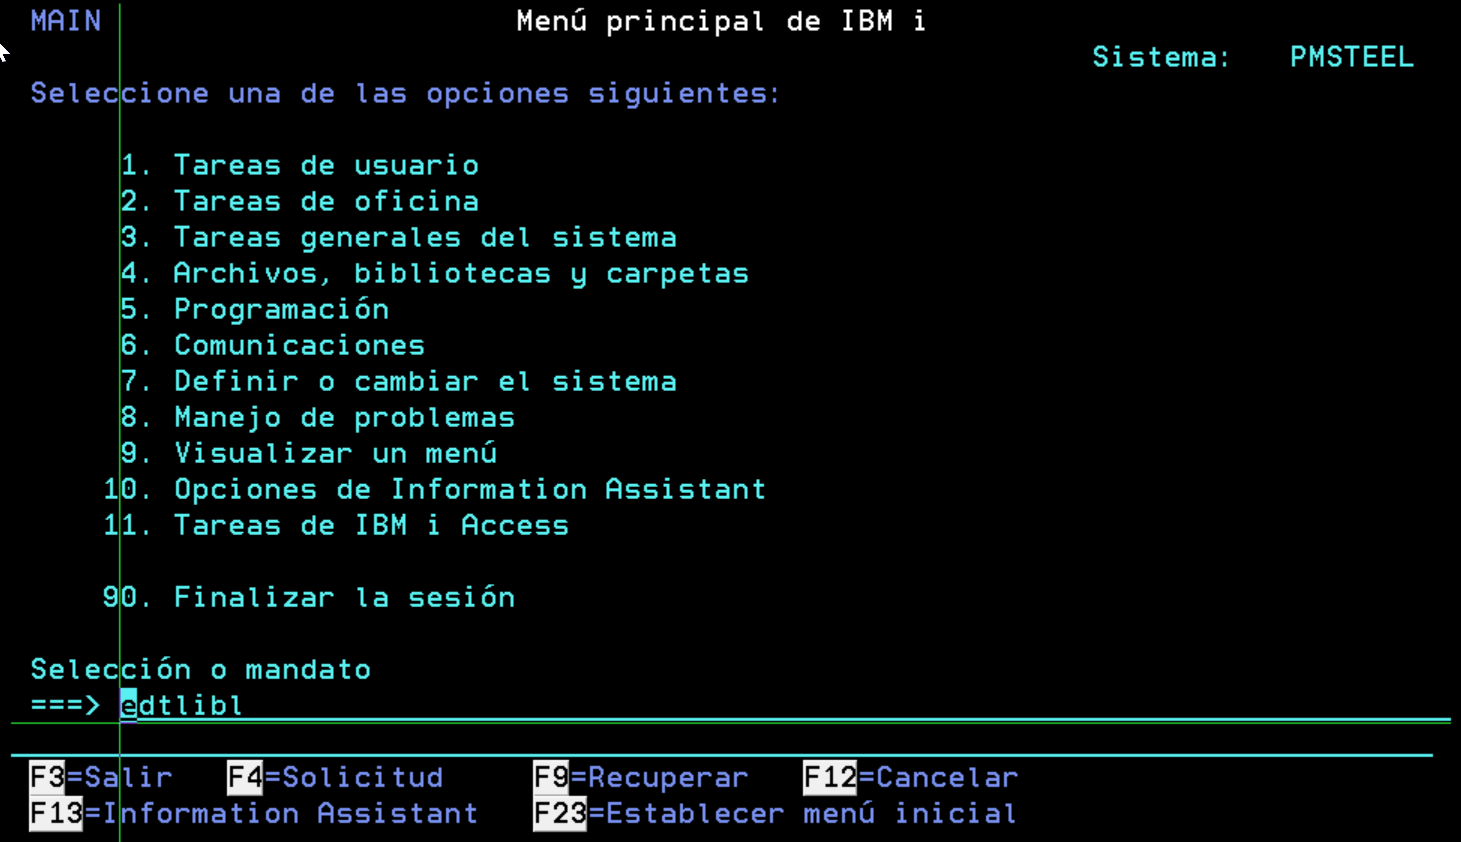 MAIN Menú principal de IBM i
Sistema: PMSTEEL
Seleccione una de las opciones siguientes:
1. Tareas de usuario
2. Tareas de oficina
3. Tareas generales del sistema
4. Archivos, bibliotecas y carpetas
5. Programación
6. Comunicaciones
7. Definir o cambiar el sistema
8. Manejo de problemas
9. Visualizar un menú
10. Opciones de Information Assistant
11. Tareas de IBM i Access
90. Finalizar la sesión
Selección o mandato
===> edtlibl
F3=Salir F4=Solicitud F9=Recuperar F12=Cancelar
F13=Information Assistant F23=Establecer menú inicial